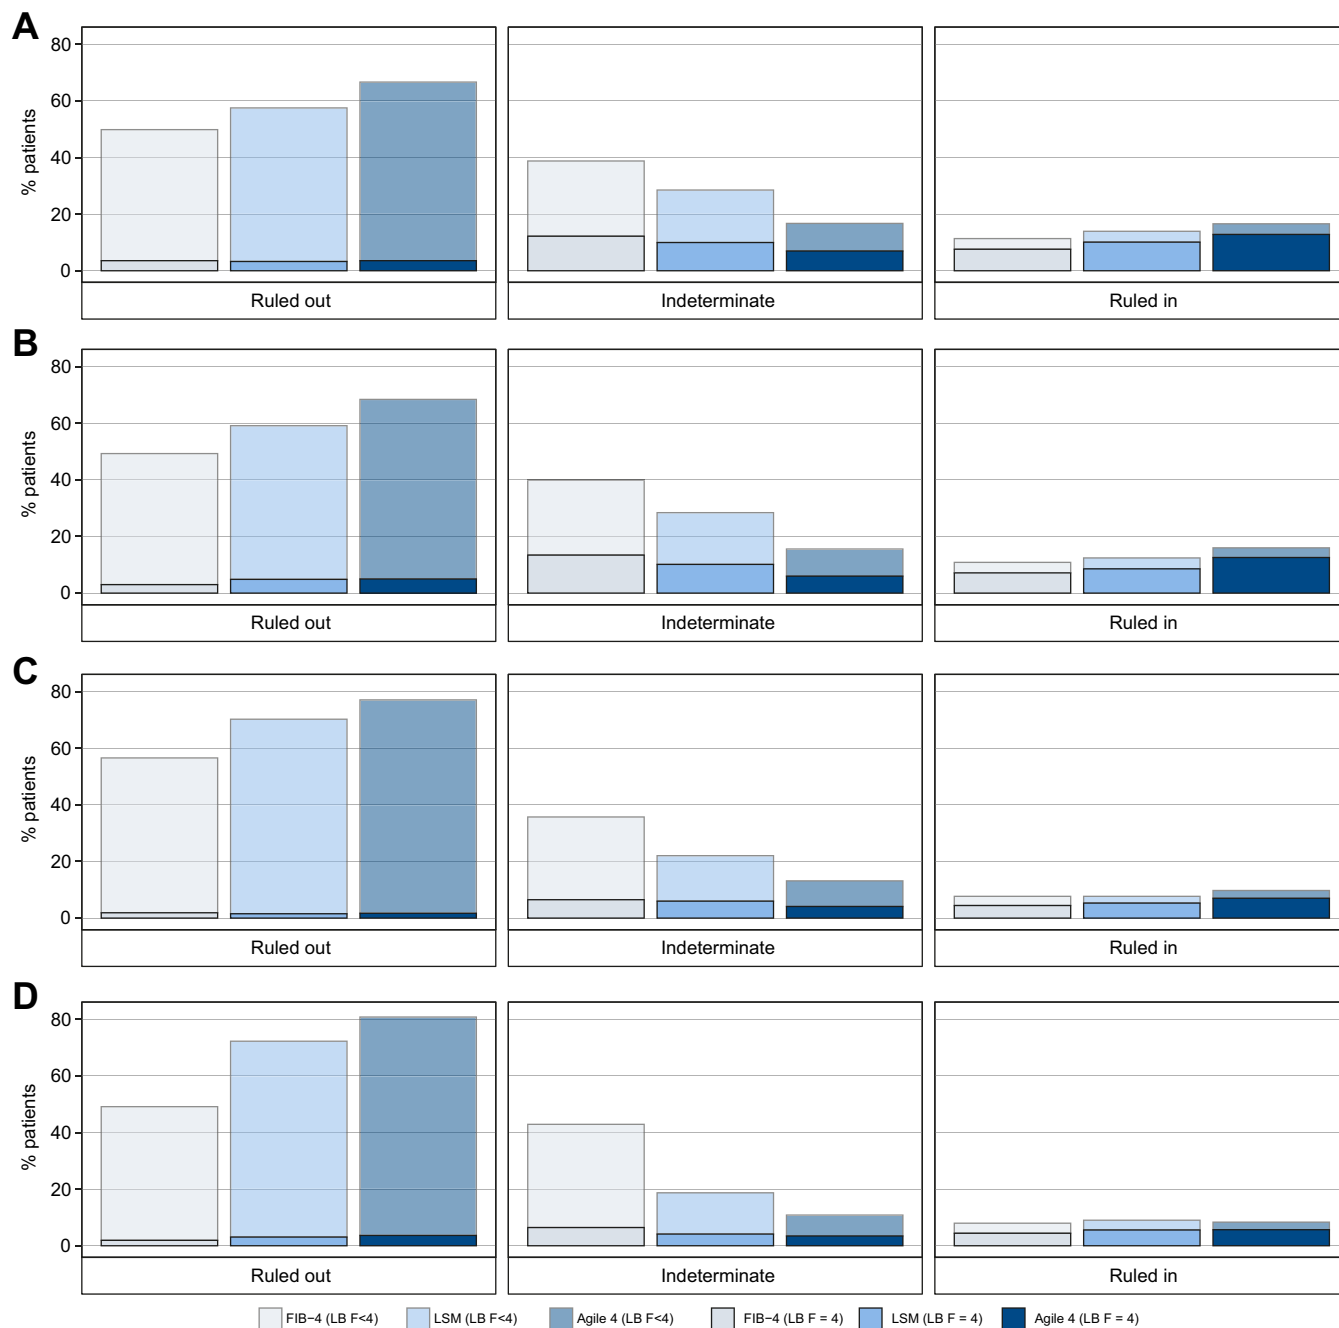 A
% patients
80
60
40
20
0
Ruled out
Indeterminate
Ruled in
B
% patients
80
60
40
20
0
Ruled out
Indeterminate
Ruled in
C
% patients
80
60
40
20
0
Ruled out
Indeterminate
Ruled in
D
% patients
80
60
40
20
0
Ruled out
Indeterminate
Ruled in
FIB−4 (LB F<4) LSM (LB F<4) Agile 4 (LB F<4) FIB−4 (LB F = 4) LSM (LB F = 4) Agile 4 (LB F = 4)